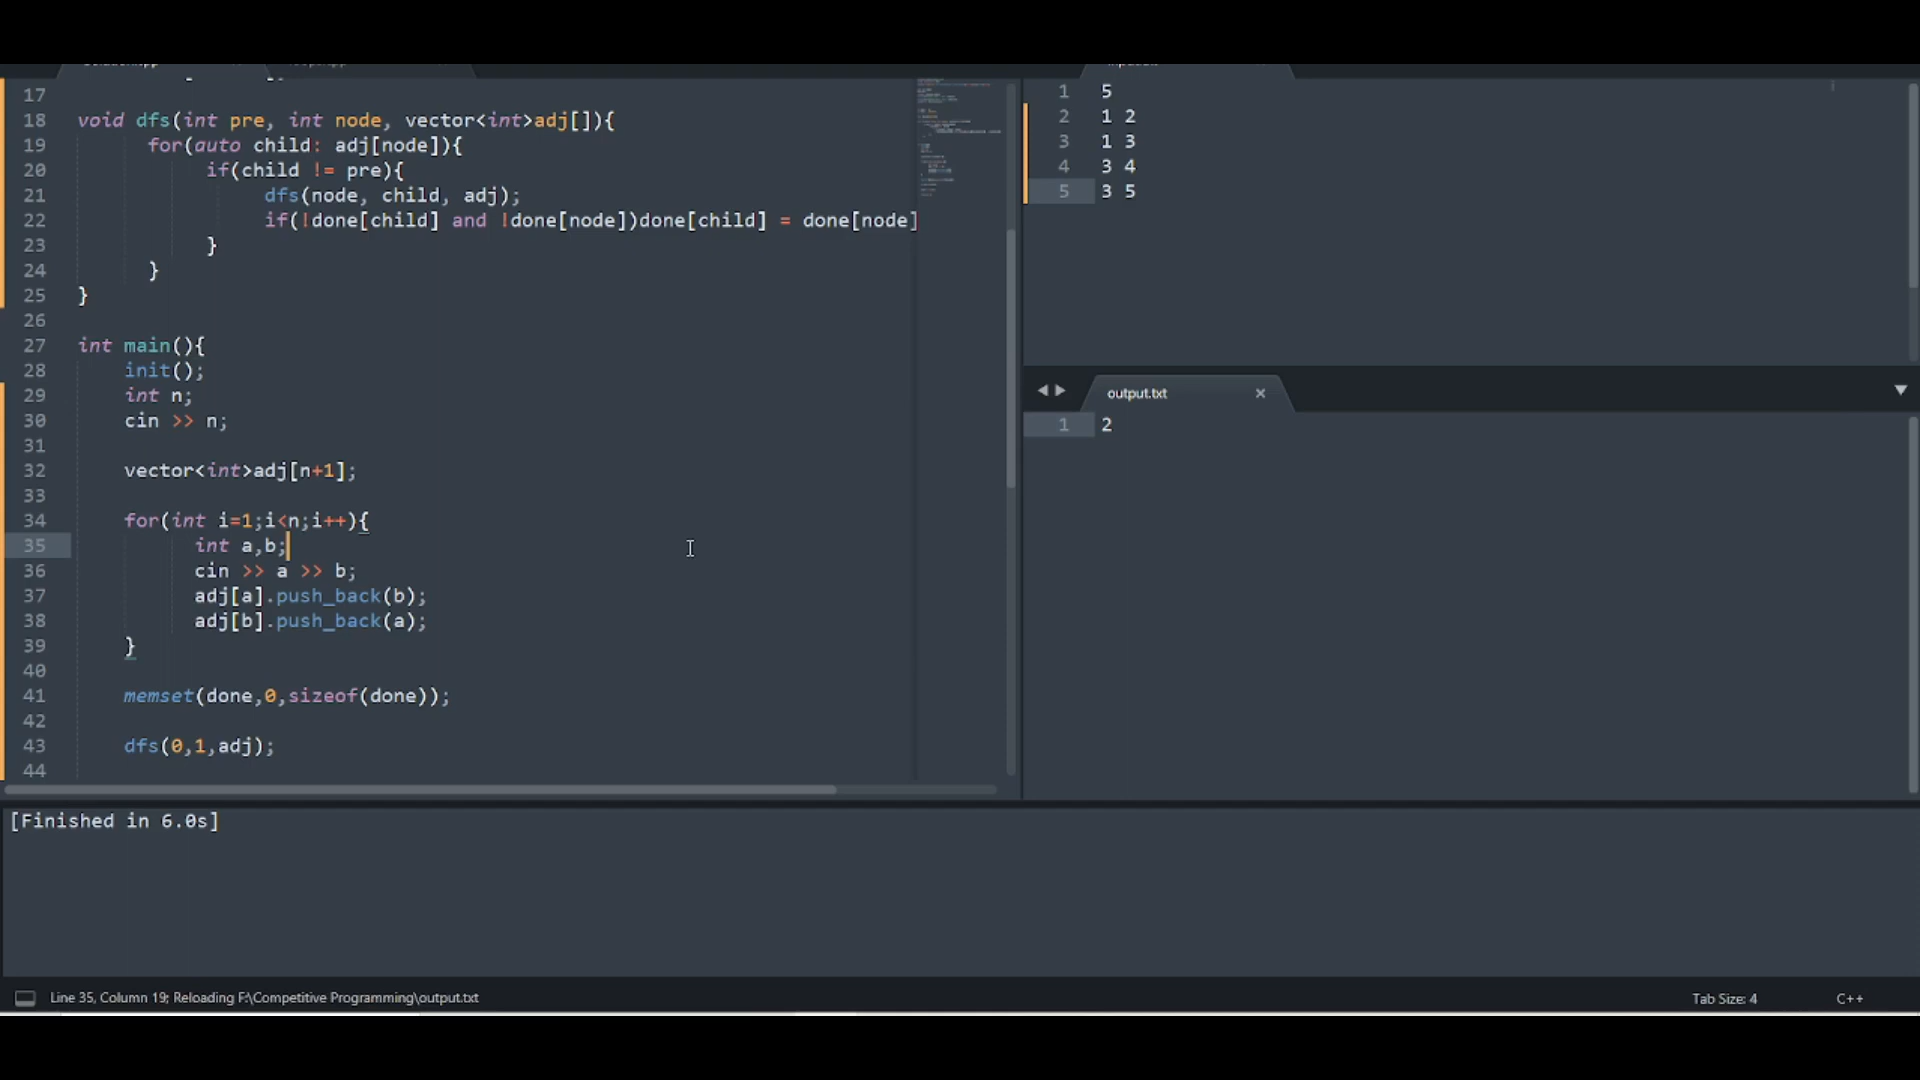 17
18 void dfs(int pre, int node, vector<int>adj[]){
19 for(auto child: adj[node]){
20 if(child != pre){
21 dfs(node, child, adj);
22 if(!done[child] and !done[node])done[child] = done[node]
23 }
24 }
25 }
26
27 int main(){
28 init();
29 int n;
30 cin >> n;
31
32 vector<int>adj[n+1];
33
34 for(int i=1;i<n;i++){
35 int a,b;
36 cin >> a >> b;
37 adj[a].push_back(b);
38 adj[b].push_back(a);
39 }
40
41 memset(done,0,sizeof(done));
42
43 dfs(0,1,adj);
44
1 5
2 1 2
3 1 3
4 3 4
5 3 5
output.txt
1 2
[Finished in 6.0s]
Line 35, Column 19; Reloading F:\Competitive Programming\output.txt
Tab Size: 4
C++